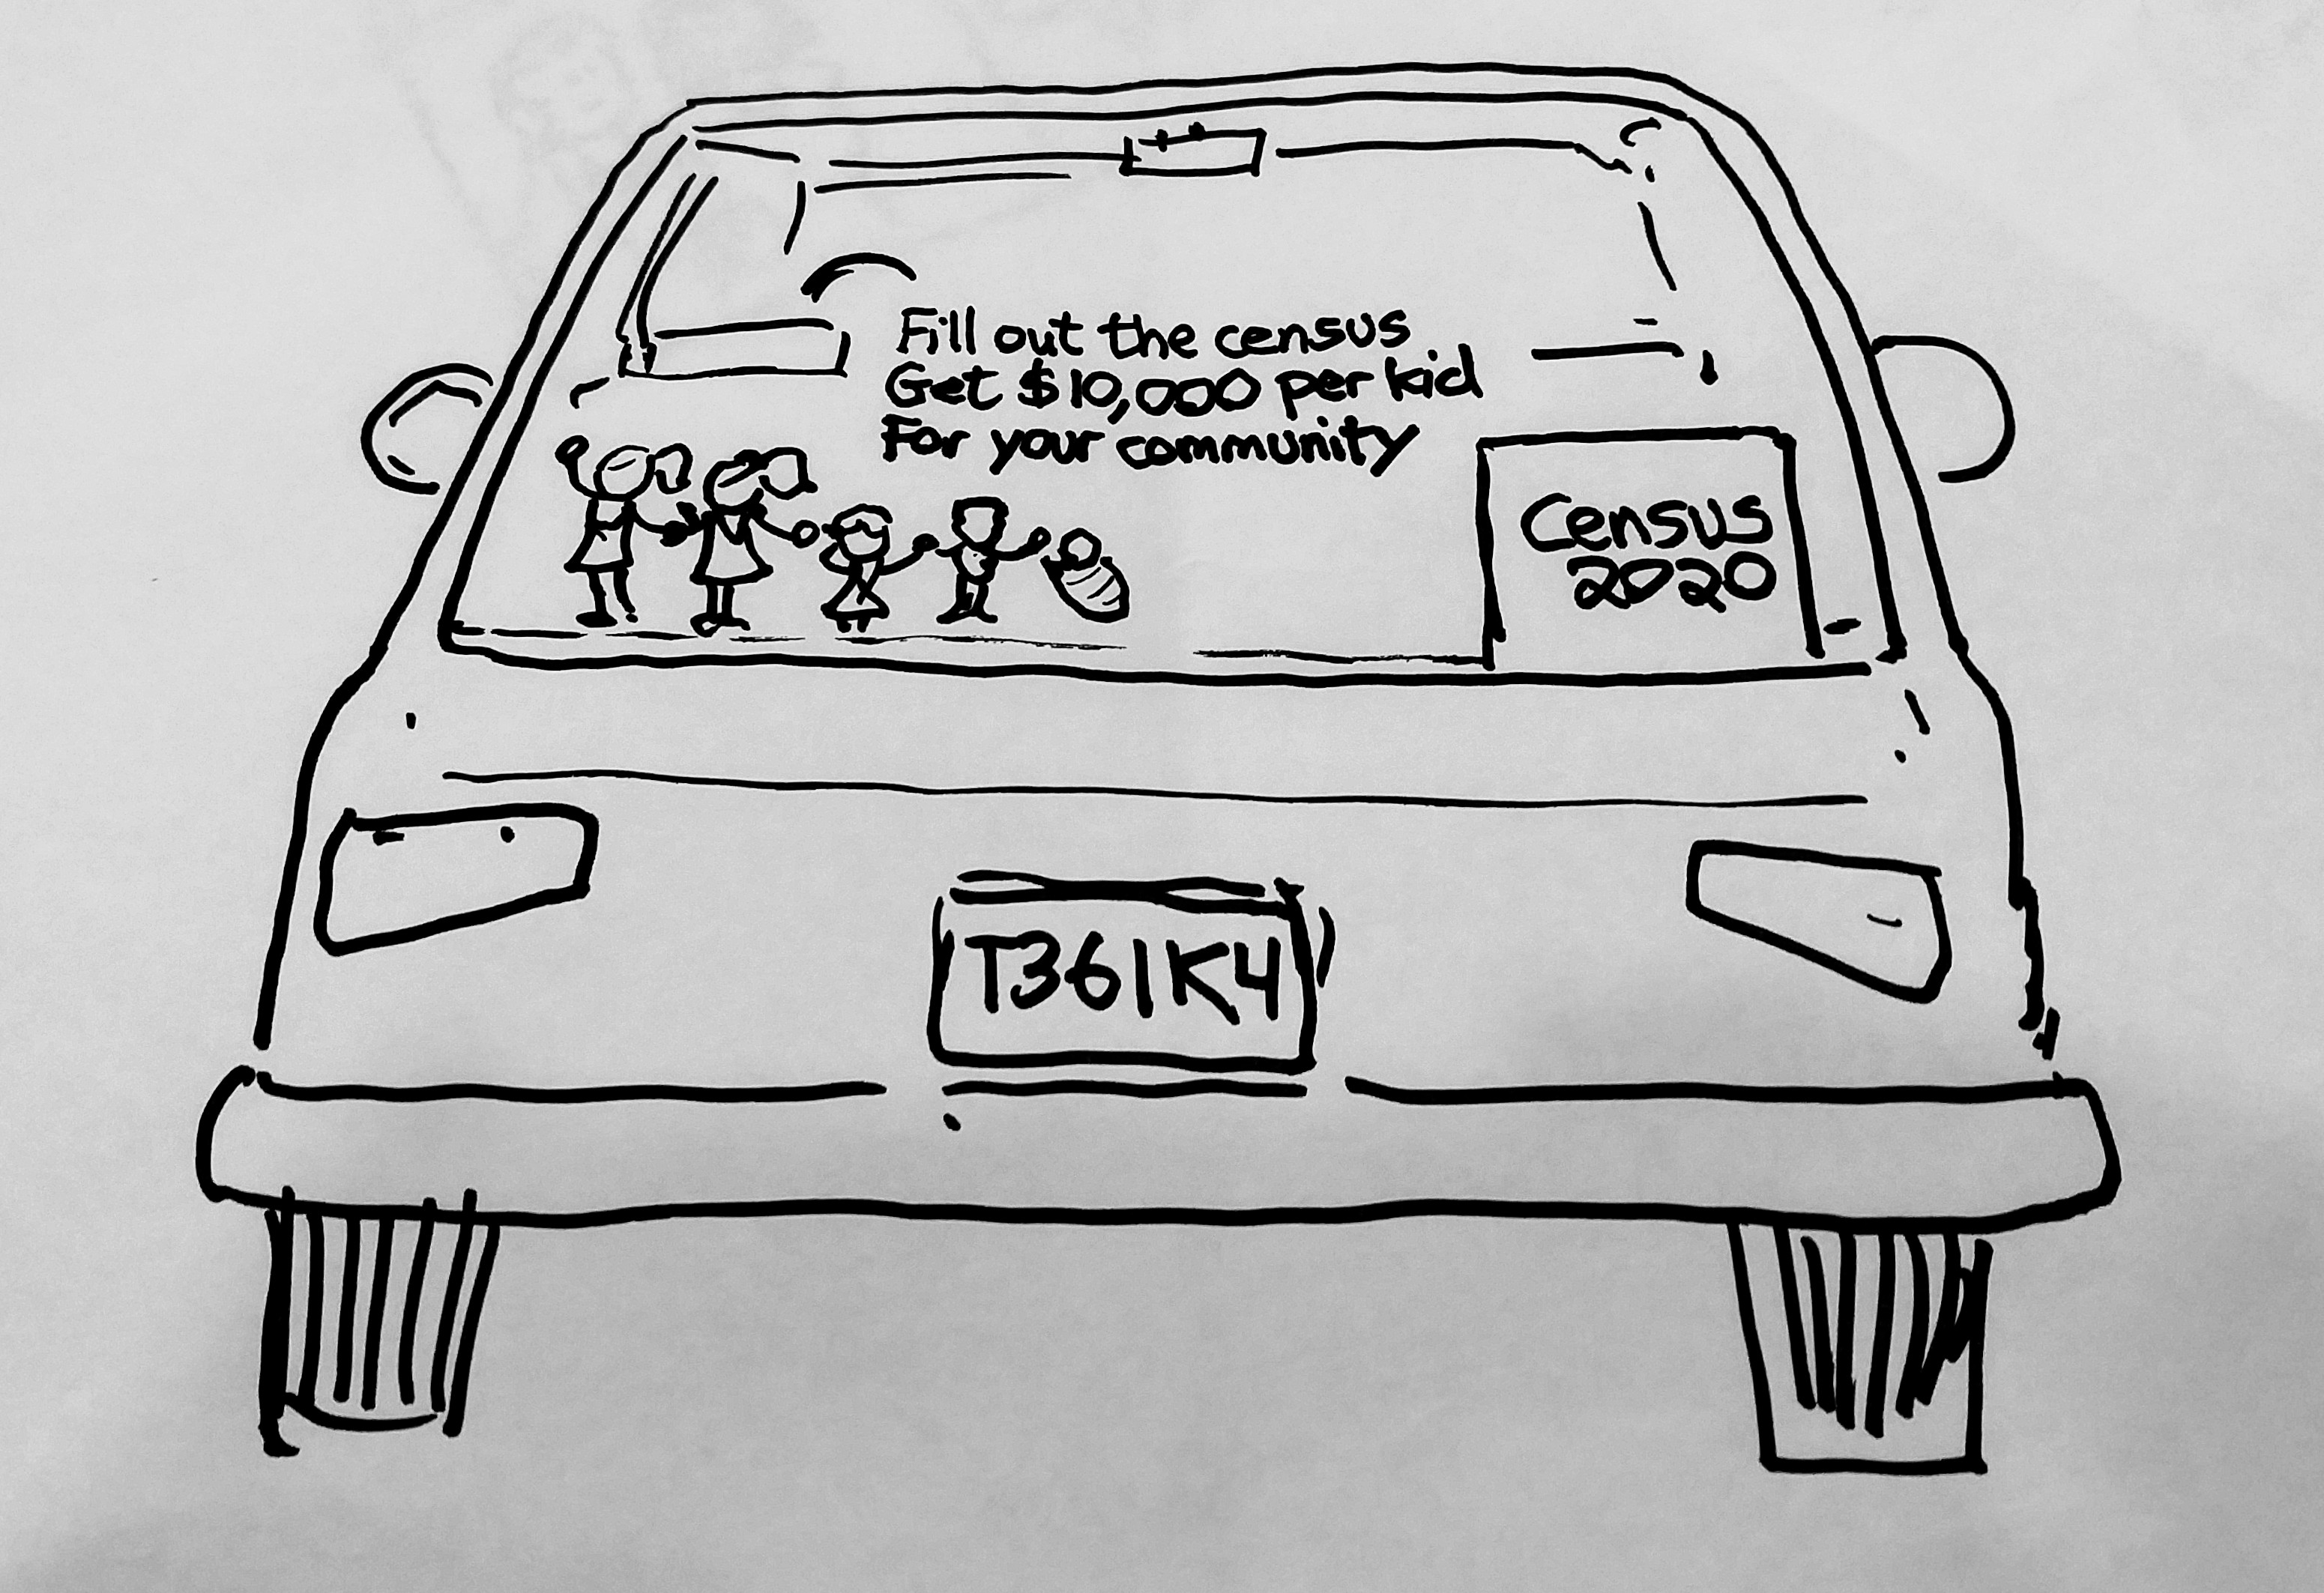 Fill out the census
Get $10,000 per kid
For your community
Census
2020
T361K4